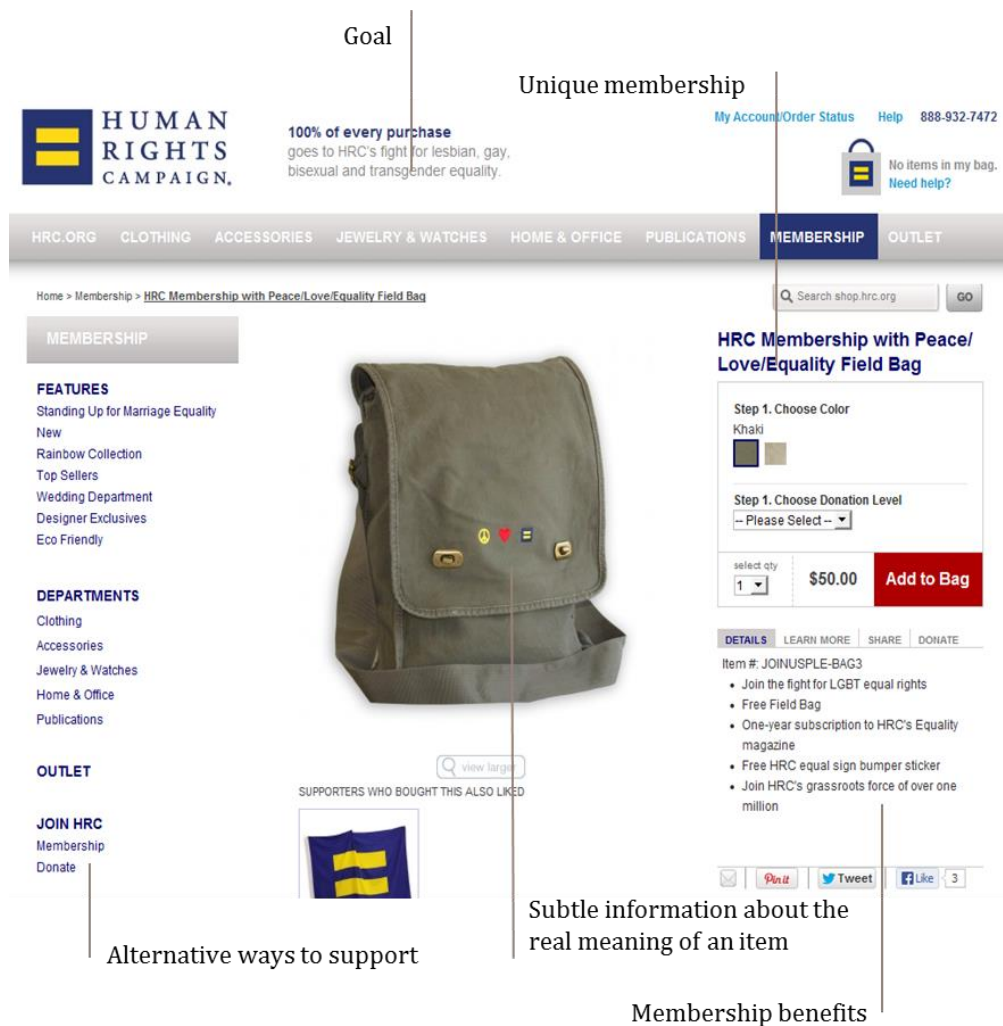 Goal
Unique membership
HUMAN
RIGHTS
CAMPAIGN.
100% of every purchase
goes to HRC's fight for lesbian, gay,
bisexual and transgender equality.
My Account/Order Status Help 888-932-7472
No items in my bag.
Need help?
HRC.ORG CLOTHING ACCESSORIES JEWELRY & WATCHES HOME & OFFICE PUBLICATIONS MEMBERSHIP OUTLET
Home > Membership > HRC Membership with Peace/Love/Equality Field Bag
Search shop.hrc.org GO
MEMBERSHIP
FEATURES
Standing Up for Marriage Equality
New
Rainbow Collection
Top Sellers
Wedding Department
Designer Exclusives
Eco Friendly
DEPARTMENTS
Clothing
Accessories
Jewelry & Watches
Home & Office
Publications
OUTLET
JOIN HRC
Membership
Donate
view larger
SUPPORTERS WHO BOUGHT THIS ALSO LIKED
HRC Membership with Peace/
Love/Equality Field Bag
Step 1. Choose Color
Khaki
Step 1. Choose Donation Level
-- Please Select --
select qty
1 $50.00 Add to Bag
DETAILS LEARN MORE SHARE DONATE
Item #: JOINUSPLE-BAG3
• Join the fight for LGBT equal rights
• Free Field Bag
• One-year subscription to HRC's Equality
magazine
• Free HRC equal sign bumper sticker
• Join HRC's grassroots force of over one
million
Pin it Tweet Like 3
Alternative ways to support
Subtle information about the
real meaning of an item
Membership benefits